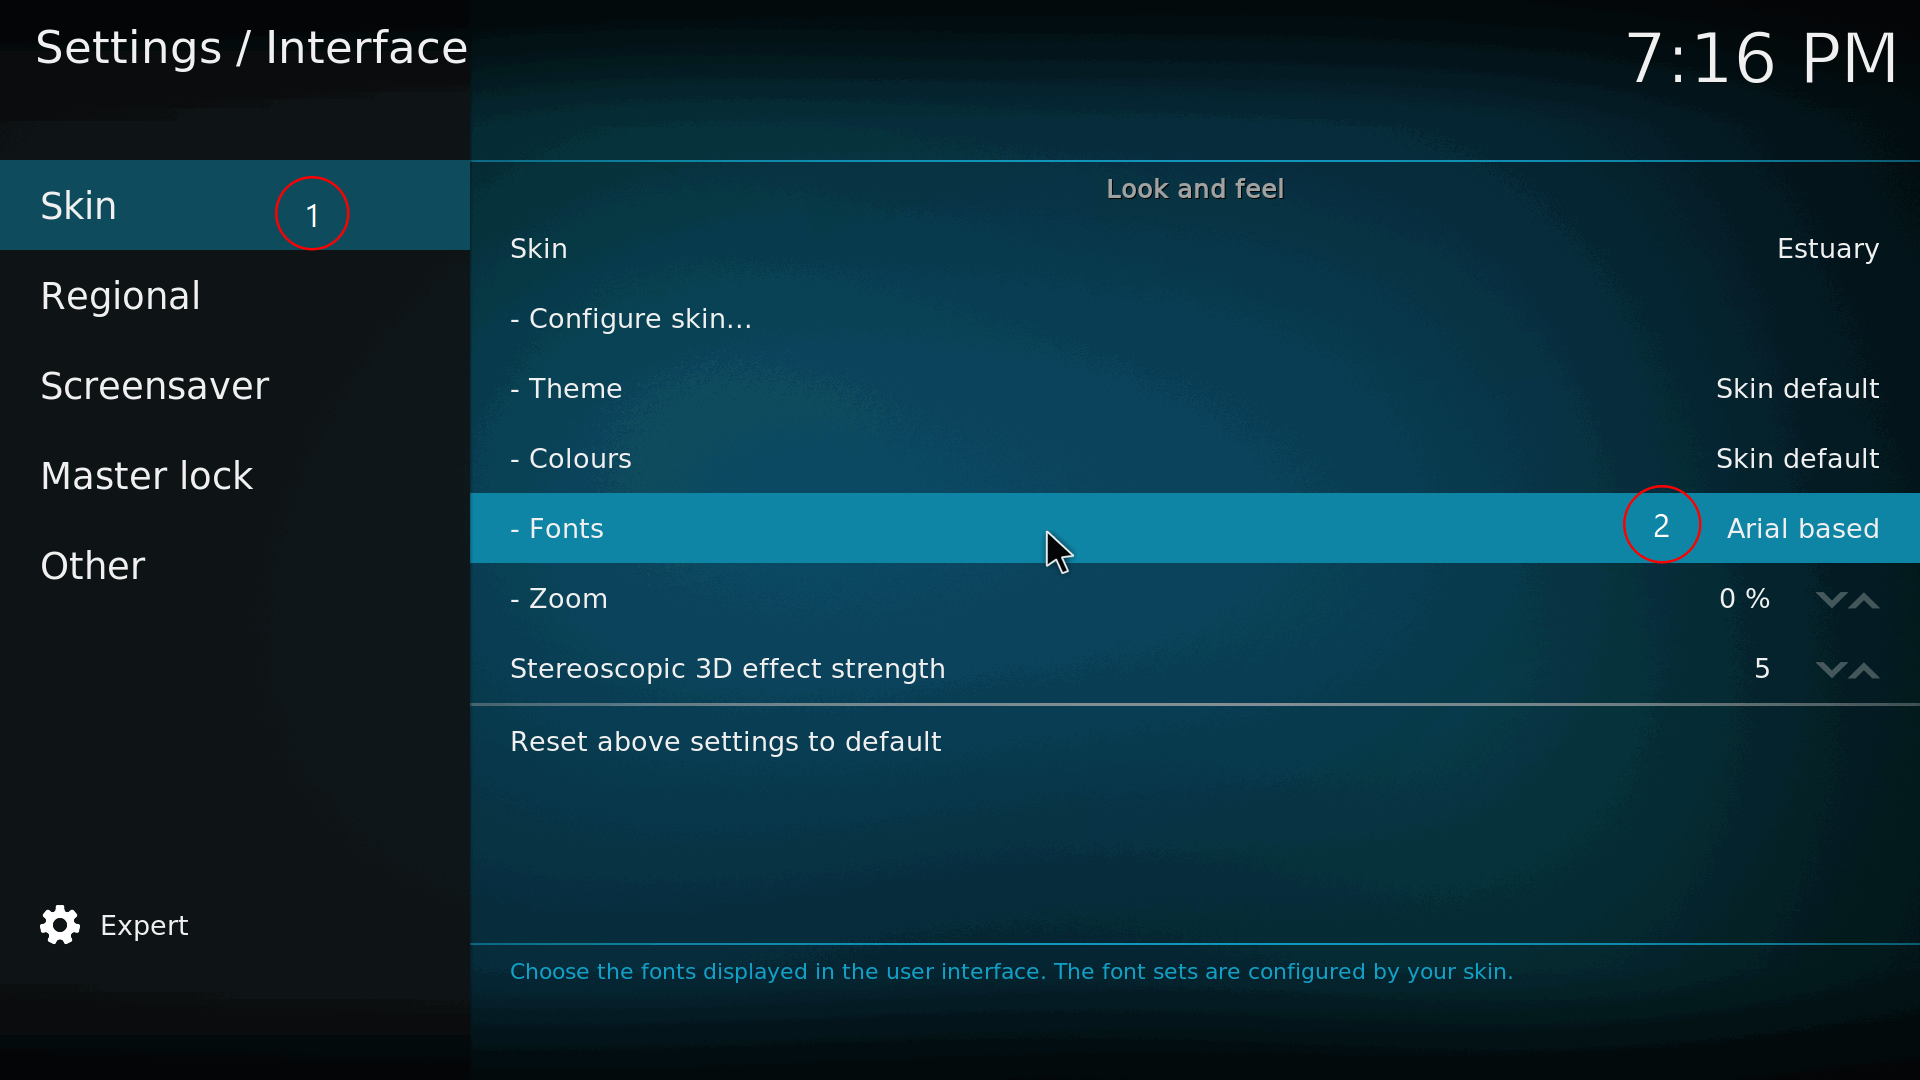 Settings / Interface
7:16 PM
Skin
1
Regional
Screensaver
Master lock
Other
Expert
Look and feel
Skin Estuary
- Configure skin...
- Theme Skin default
- Colours Skin default
- Fonts 2 Arial based
- Zoom 0 %
Stereoscopic 3D effect strength 5
Reset above settings to default
Choose the fonts displayed in the user interface. The font sets are configured by your skin.